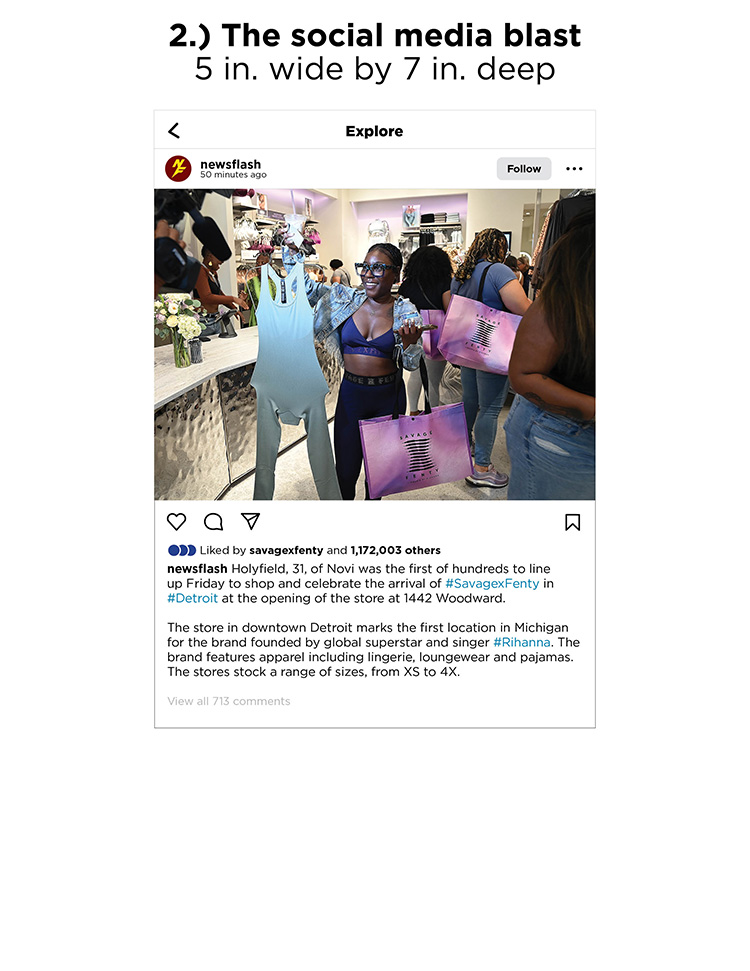 2.) The social media blast
5 in. wide by 7 in. deep
Explore
NF
newsflash
50 minutes ago
Follow
SAVAGE
FENTY
SAVAGE
FENTY
Liked by savagexfenty and 1,172,003 others
newsflash Holyfield, 31, of Novi was the first of hundreds to line
up Friday to shop and celebrate the arrival of #SavagexFenty in
#Detroit at the opening of the store at 1442 Woodward.
The store in downtown Detroit marks the first location in Michigan
for the brand founded by global superstar and singer #Rihanna. The
brand features apparel including lingerie, loungewear and pajamas.
The stores stock a range of sizes, from XS to 4X.
View all 713 comments